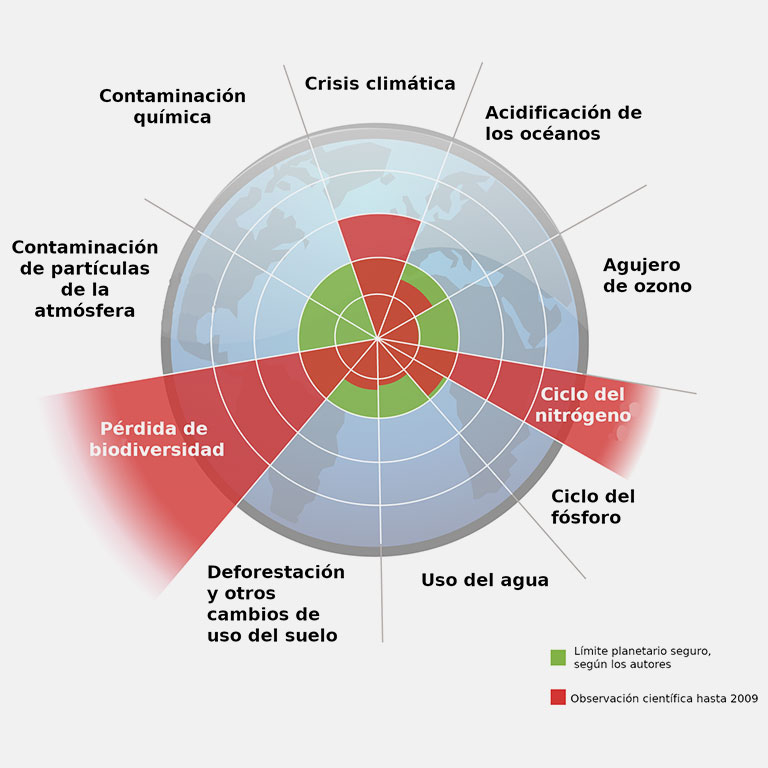 Crisis climática
Contaminación
química
Acidificación de
los océanos
Contaminación
de partículas
de la
atmósfera
Agujero
de ozono
Ciclo del
nitrógeno
Pérdida de
biodiversidad
Ciclo del
fósforo
Deforestación
y otros
cambios de
uso del suelo
Uso del agua
Límite planetario seguro,
según los autores
Observación científica hasta 2009